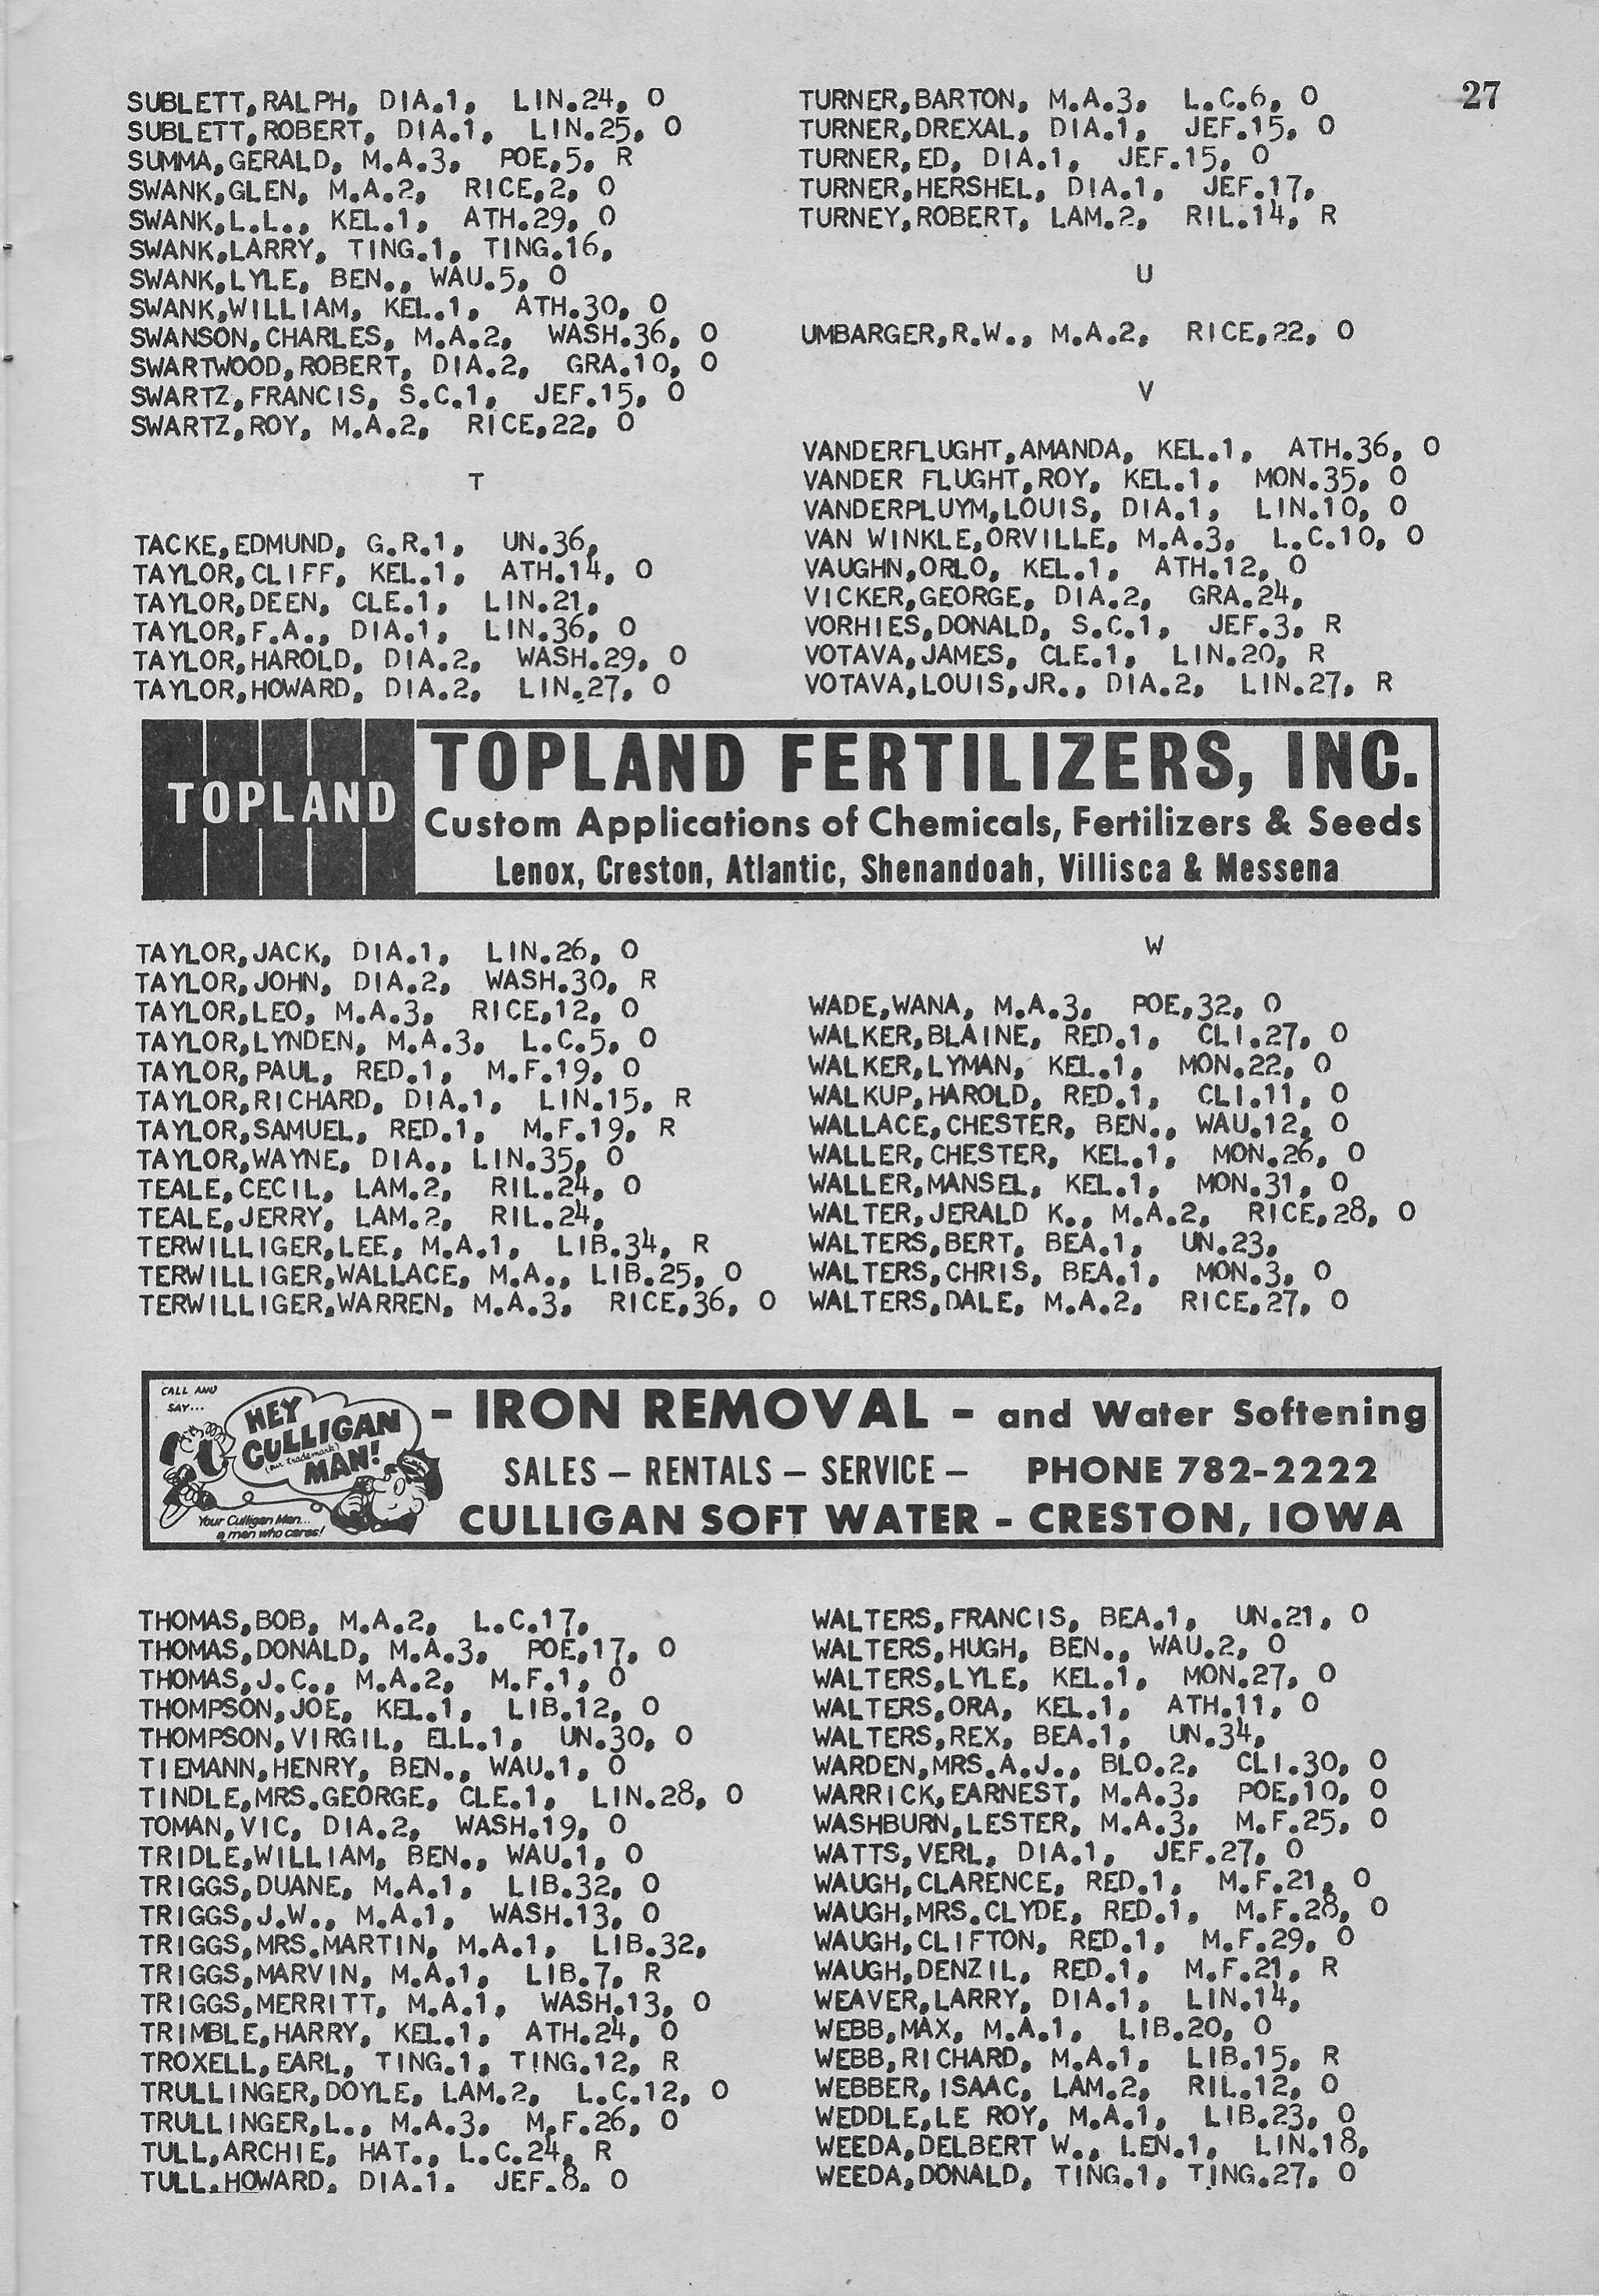 27
SUBLETT,RALPH, DIA.1, LIN.24, O
SUBLETT,ROBERT, DIA.1, LIN.25, O
SUMMA,GERALD, M.A.3, POE,5, R
SWANK,GLEN, M.A.2, RICE,2, O
SWANK,L.L., KEL.1, ATH.29, O
SWANK,LARRY, TING.1, TING.16,
SWANK,LYLE, BEN., WAU.5, O
SWANK,WILLIAM, KEL.1, ATH.30, O
SWANSON,CHARLES, M.A.2, WASH.36, O
SWARTWOOD,ROBERT, DIA.2, GRA.10, O
SWARTZ,FRANCIS, S.C.1, JEF.15, O
SWARTZ,ROY, M.A.2, RICE,22, O
T
TACKE,EDMUND, G.R.1, UN.36,
TAYLOR,CLIFF, KEL.1, ATH.14, O
TAYLOR,DEEN, CLE.1, LIN.21,
TAYLOR,F.A., DIA.1, LIN.36, O
TAYLOR,HAROLD, DIA.2, WASH.29, O
TAYLOR,HOWARD, DIA.2, LIN.27, O
TURNER,BARTON, M.A.3, L.C.6, O
TURNER,DREXAL, DIA.1, JEF.15, O
TURNER,ED, DIA.1, JEF.15, O
TURNER,HERSHEL, DIA.1, JEF.17,
TURNEY,ROBERT, LAM.2, RIL.14, R
U
UMBARGER,R.W., M.A.2, RICE,22, O
V
VANDERFLUGHT,AMANDA, KEL.1, ATH.36, O
VANDER FLUGHT,ROY, KEL.1, MON.35, O
VANDERPLUYM,LOUIS, DIA.1, LIN.10, O
VAN WINKLE,ORVILLE, M.A.3, L.C.10, O
VAUGHN,ORLO, KEL.1, ATH.12, O
VICKER,GEORGE, DIA.2, GRA.24,
VORHIES,DONALD, S.C.1, JEF.3, R
VOTAVA,JAMES, CLE.1, LIN.20, R
VOTAVA,LOUIS,JR., DIA.2, LIN.27, R
TOPLAND
TOPLAND FERTILIZERS, INC.
Custom Applications of Chemicals, Fertilizers & Seeds
Lenox, Creston, Atlantic, Shenandoah, Villisca & Messena
TAYLOR,JACK, DIA.1, LIN.26, O
TAYLOR,JOHN, DIA.2, WASH.30, R
TAYLOR,LEO, M.A.3, RICE,12, O
TAYLOR,LYNDEN, M.A.3, L.C.5, O
TAYLOR,PAUL, RED.1, M.F.19, O
TAYLOR,RICHARD, DIA.1, LIN.15, R
TAYLOR,SAMUEL, RED.1, M.F.19, R
TAYLOR,WAYNE, DIA., LIN.35, O
TEALE,CECIL, LAM.2, RIL.24, O
TEALE,JERRY, LAM.2, RIL.24,
TERWILLIGER,LEE, M.A.1, LIB.34, R
TERWILLIGER,WALLACE, M.A., LIB.25, O
TERWILLIGER,WARREN, M.A.3, RICE,36, O
W
WADE,WANA, M.A.3, POE,32, O
WALKER,BLAINE, RED.1, CLI.27, O
WALKER,LYMAN, KEL.1, MON.22, O
WALKUP,HAROLD, RED.1, CLI.11, O
WALLACE,CHESTER, BEN., WAU.12, O
WALLER,CHESTER, KEL.1, MON.26, O
WALLER,MANSEL, KEL.1, MON.31, O
WALTER,JERALD K., M.A.2, RICE,28, O
WALTERS,BERT, BEA.1, UN.23,
WALTERS,CHRIS, BEA.1, MON.3, O
WALTERS,DALE, M.A.2, RICE,27, O
CALL AND
SAY...
HEY
CULLIGAN
(our trademark)
MAN!
Your Culligan Man...
a man who cares!
- IRON REMOVAL - and Water Softening
SALES – RENTALS – SERVICE – PHONE 782-2222
CULLIGAN SOFT WATER - CRESTON, IOWA
THOMAS,BOB, M.A.2, L.C.17,
THOMAS,DONALD, M.A.3, POE,17, O
THOMAS,J.C., M.A.2, M.F.1, O
THOMPSON,JOE, KEL.1, LIB.12, O
THOMPSON,VIRGIL, ELL.1, UN.30, O
TIEMANN,HENRY, BEN., WAU.1, O
TINDLE,MRS.GEORGE, CLE.1, LIN.28, O
TOMAN,VIC, DIA.2, WASH.19, O
TRIDLE,WILLIAM, BEN., WAU.1, O
TRIGGS,DUANE, M.A.1, LIB.32, O
TRIGGS,J.W., M.A.1, WASH.13, O
TRIGGS,MRS.MARTIN, M.A.1, LIB.32,
TRIGGS,MARVIN, M.A.1, LIB.7, R
TRIGGS,MERRITT, M.A.1, WASH.13, O
TRIMBLE,HARRY, KEL.1, ATH.24, O
TROXELL,EARL, TING.1, TING.12, R
TRULLINGER,DOYLE, LAM.2, L.C.12, O
TRULLINGER,L., M.A.3, M.F.26, O
TULL,ARCHIE, HAT., L.C.24, R
TULL,HOWARD, DIA.1, JEF.8, O
WALTERS,FRANCIS, BEA.1, UN.21, O
WALTERS,HUGH, BEN., WAU.2, O
WALTERS,LYLE, KEL.1, MON.27, O
WALTERS,ORA, KEL.1, ATH.11, O
WALTERS,REX, BEA.1, UN.34,
WARDEN,MRS.A.J., BLO.2, CLI.30, O
WARRICK,EARNEST, M.A.3, POE,10, O
WASHBURN,LESTER, M.A.3, M.F.25, O
WATTS,VERL, DIA.1, JEF.27, O
WAUGH,CLARENCE, RED.1, M.F.21, O
WAUGH,MRS.CLYDE, RED.1, M.F.28, O
WAUGH,CLIFTON, RED.1, M.F.29, O
WAUGH,DENZIL, RED.1, M.F.21, R
WEAVER,LARRY, DIA.1, LIN.14,
WEBB,MAX, M.A.1, LIB.20, O
WEBB,RICHARD, M.A.1, LIB.15, R
WEBBER,ISAAC, LAM.2, RIL.12, O
WEDDLE,LE ROY, M.A.1, LIB.23, O
WEEDA,DELBERT W., LEN.1, LIN.18,
WEEDA,DONALD, TING.1, TING.27, O